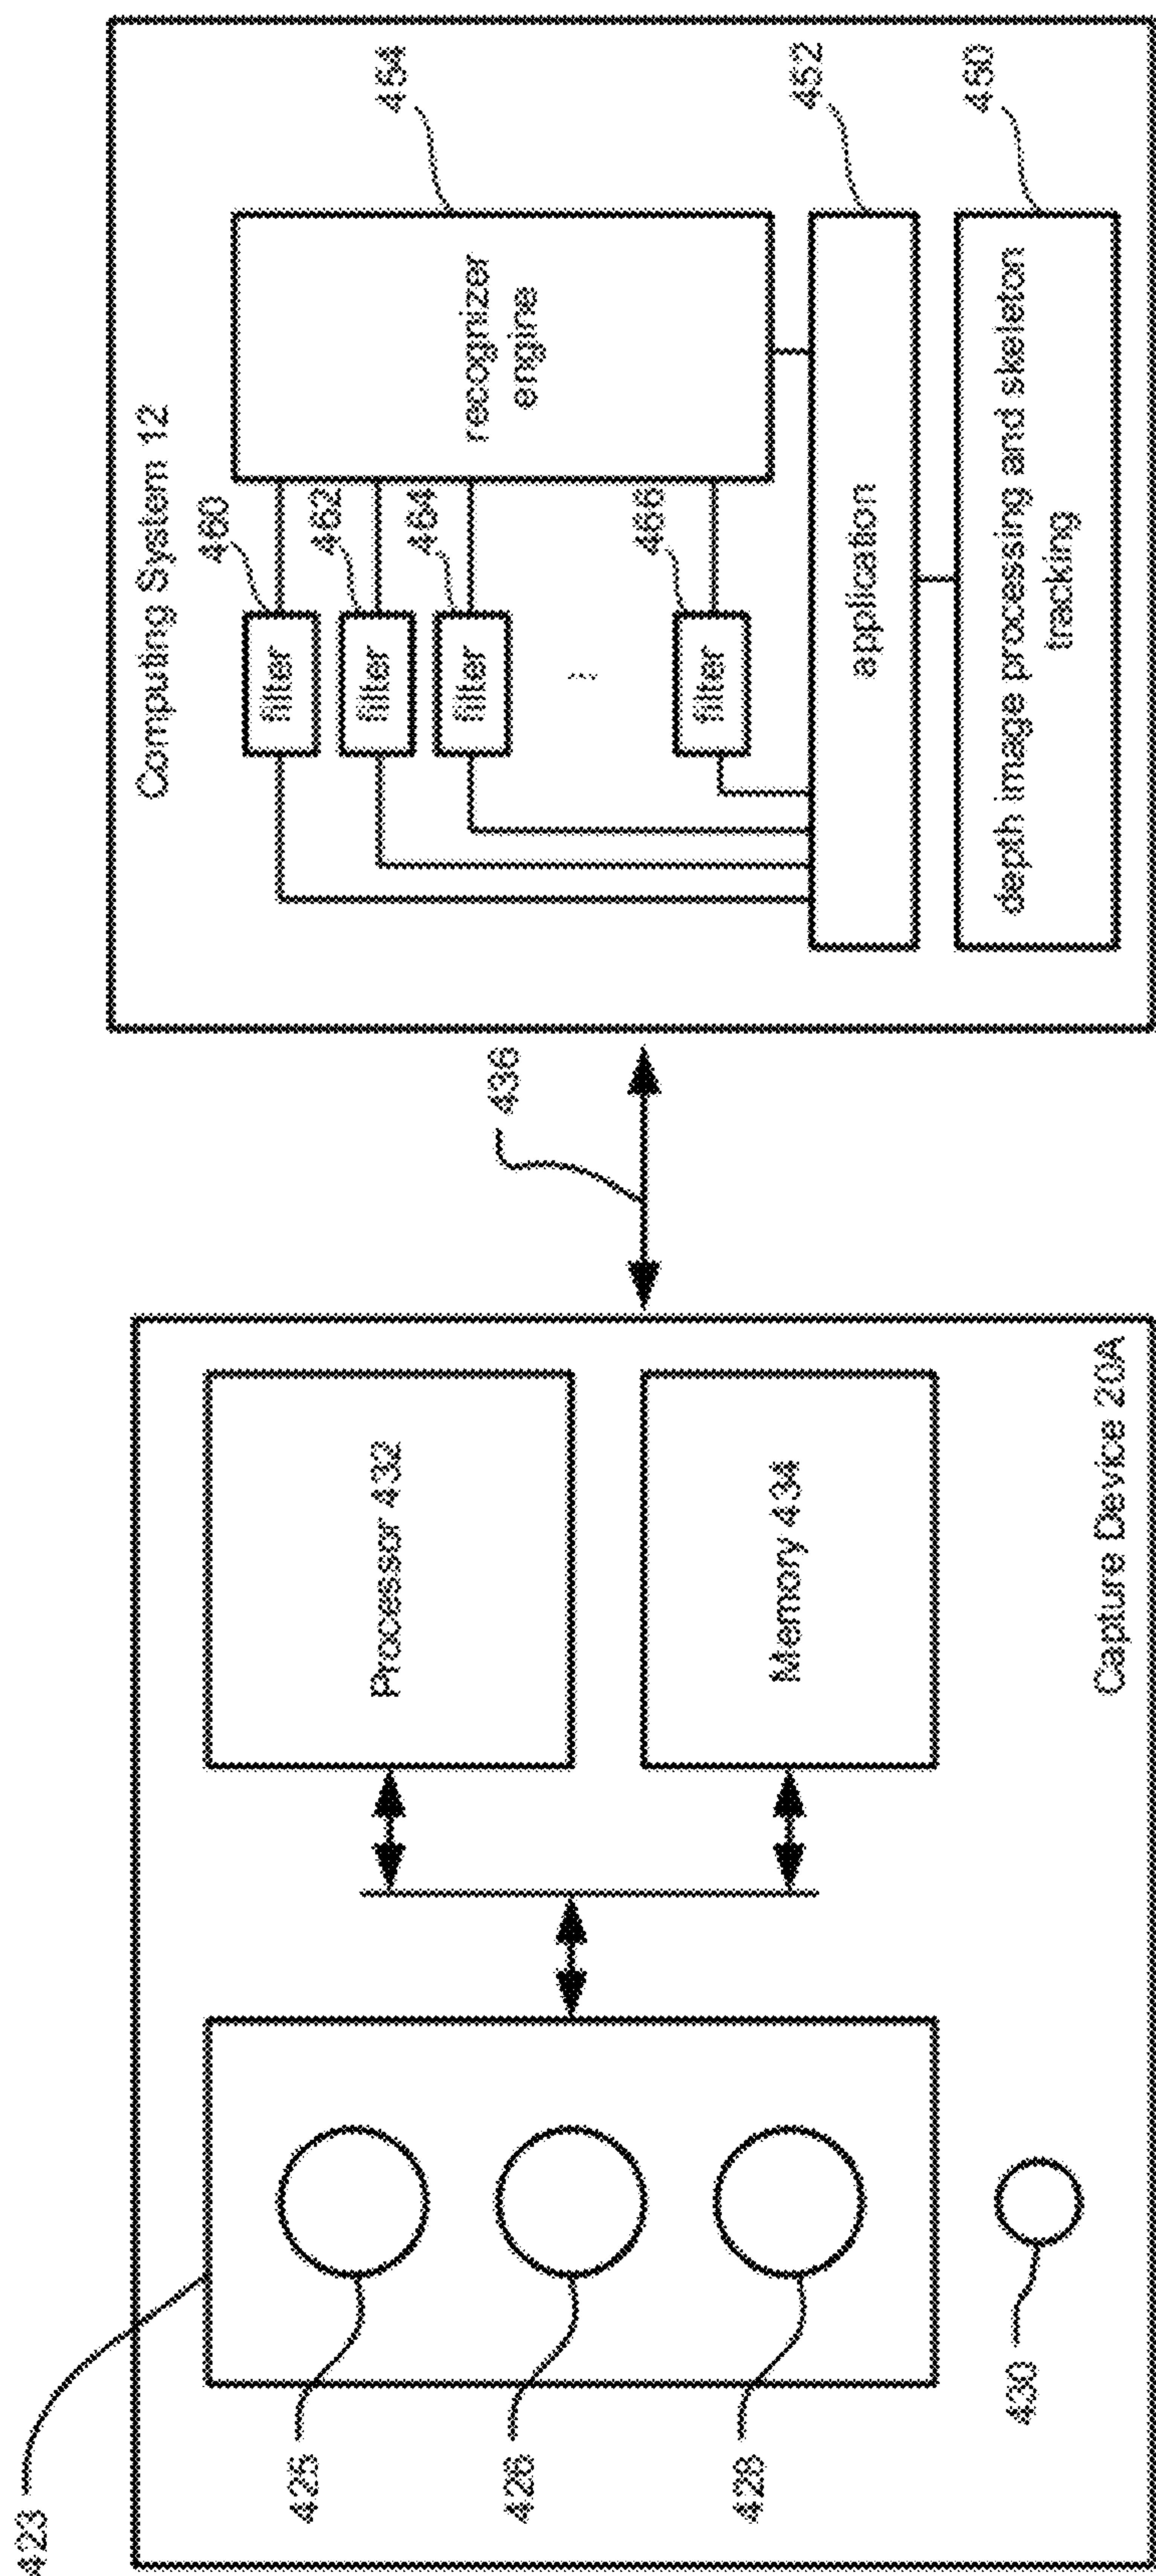 423
425
426
428
430
Processor 432
Memory 434
Capture Device 20A
436
Computing System 12
460
filter
462
filter
464
filter
466
filter
recognizer
engine
454
application
452
depth image processing and skeleton
tracking
450